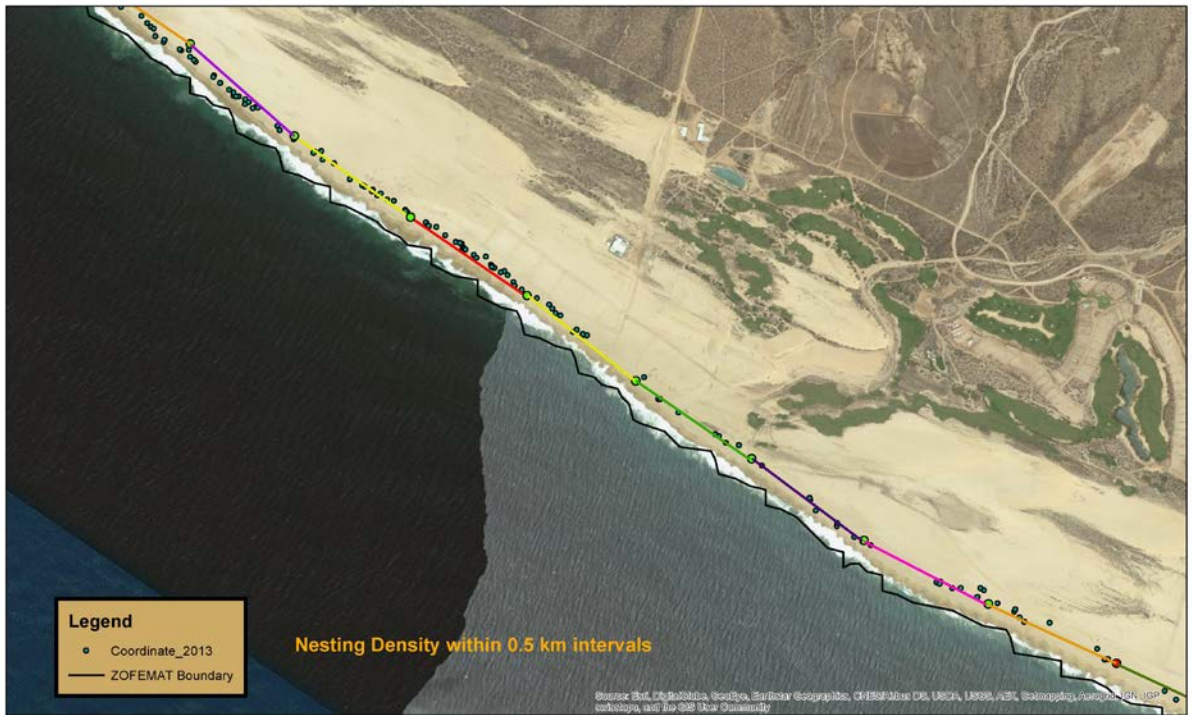 Legend
Coordinate_2013
ZOFEMAT Boundary
Nesting Density within 0.5 km intervals
Source: Esri, DigitalGlobe, GeoEye, Earthstar Geographics, CNES/Airbus DS, USDA, USGS, AEX, Getmapping, Aerogrid, IGN, IGP,
swisstopo, and the GIS User Community